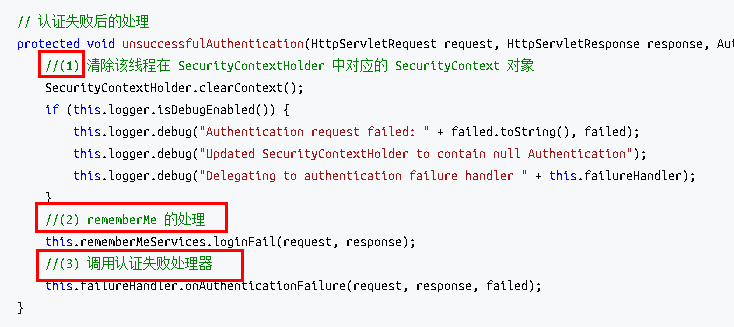 // 认证失败后的处理
protected void unsuccessfulAuthentication(HttpServletRequest request, HttpServletResponse response, Aut
//(1) 清除该线程在 SecurityContextHolder 中对应的 SecurityContext 对象
SecurityContextHolder.clearContext();
if (this.logger.isDebugEnabled()) {
this.logger.debug("Authentication request failed: " + failed.toString(), failed);
this.logger.debug("Updated SecurityContextHolder to contain null Authentication");
this.logger.debug("Delegating to authentication failure handler " + this.failureHandler);
}
//(2) rememberMe 的处理
this.rememberMeServices.loginFail(request, response);
//(3) 调用认证失败处理器
this.failureHandler.onAuthenticationFailure(request, response, failed);
}